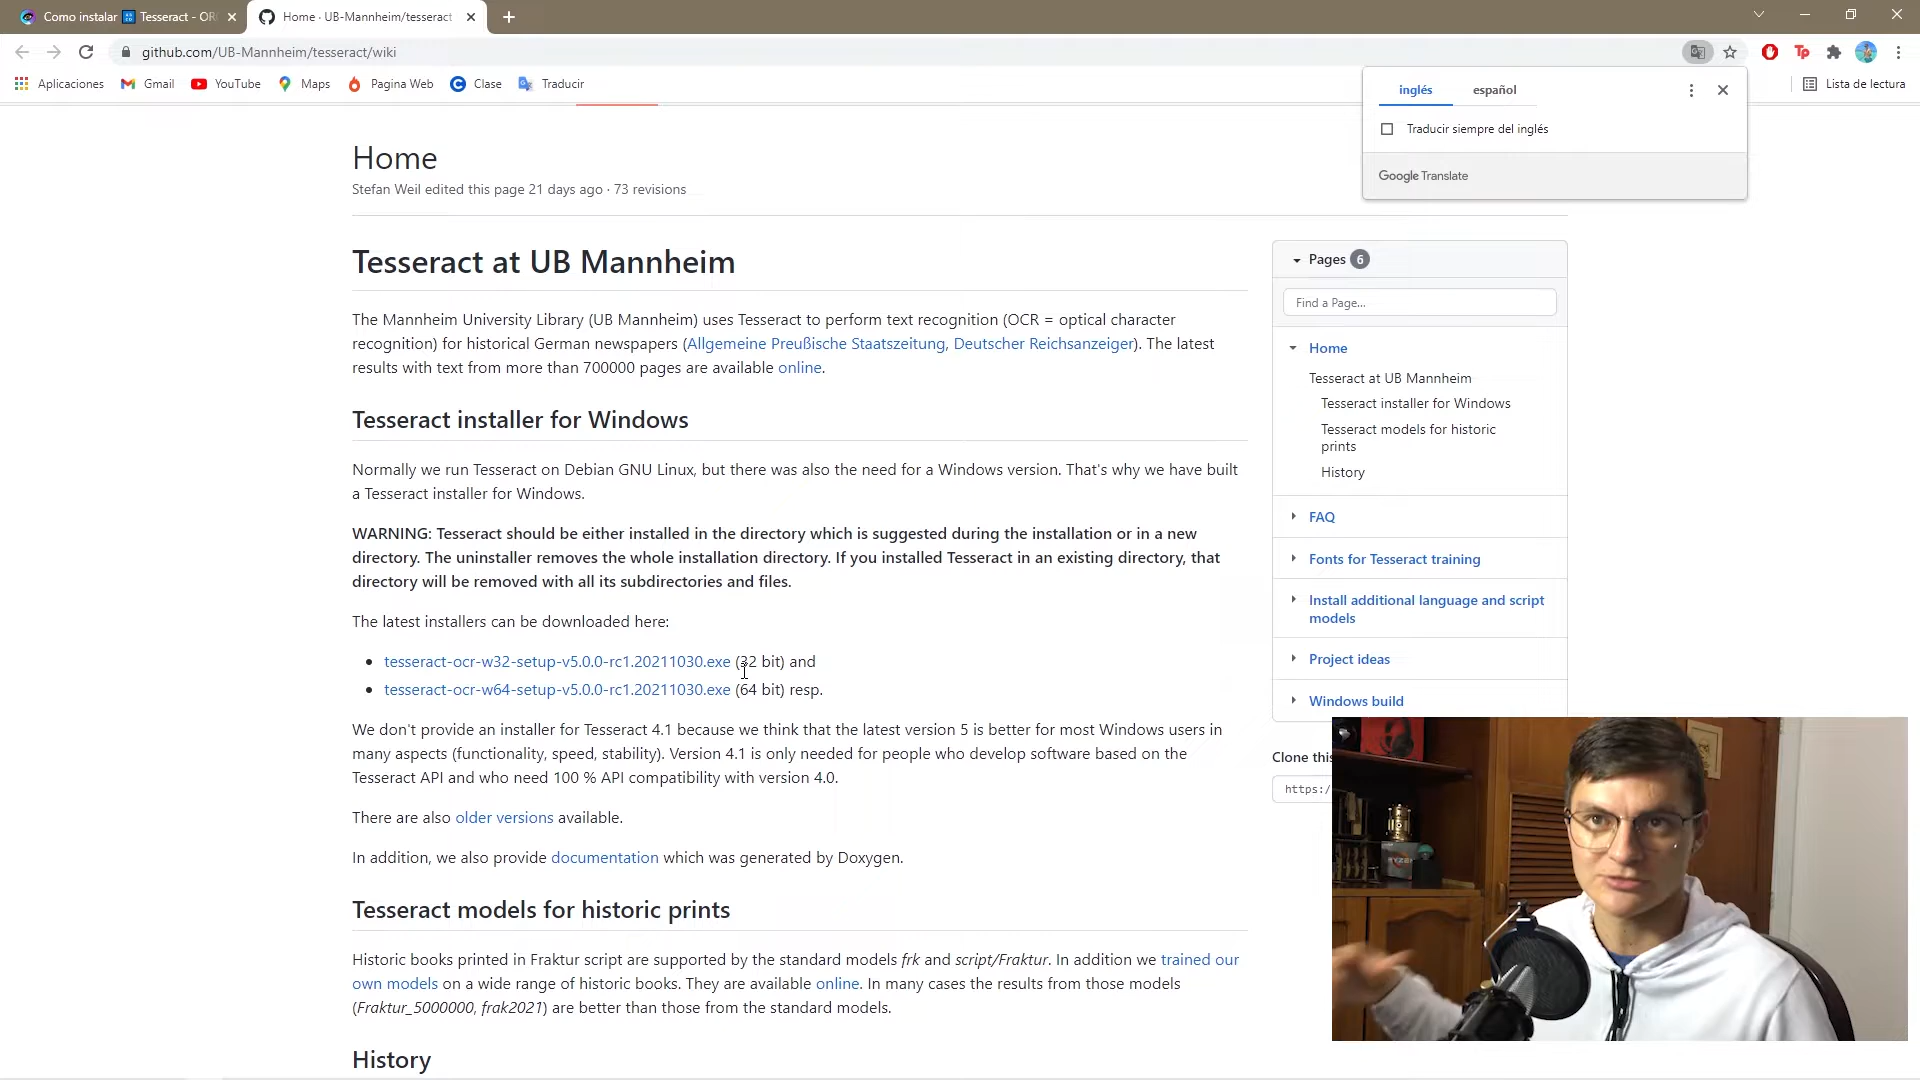 Como instalar Tesseract - OR
Home · UB-Mannheim/tesseract
github.com/UB-Mannheim/tesseract/wiki
Aplicaciones Gmail YouTube Maps Pagina Web Clase Traducir Lista de lectura
inglés español
Traducir siempre del inglés
Google Translate
Home
Stefan Weil edited this page 21 days ago · 73 revisions
Tesseract at UB Mannheim
The Mannheim University Library (UB Mannheim) uses Tesseract to perform text recognition (OCR = optical character
recognition) for historical German newspapers (Allgemeine Preußische Staatszeitung, Deutscher Reichsanzeiger). The latest
results with text from more than 700000 pages are available online.
Tesseract installer for Windows
Normally we run Tesseract on Debian GNU Linux, but there was also the need for a Windows version. That's why we have built
a Tesseract installer for Windows.
WARNING: Tesseract should be either installed in the directory which is suggested during the installation or in a new
directory. The uninstaller removes the whole installation directory. If you installed Tesseract in an existing directory, that
directory will be removed with all its subdirectories and files.
The latest installers can be downloaded here:
tesseract-ocr-w32-setup-v5.0.0-rc1.20211030.exe (32 bit) and
tesseract-ocr-w64-setup-v5.0.0-rc1.20211030.exe (64 bit) resp.
We don't provide an installer for Tesseract 4.1 because we think that the latest version 5 is better for most Windows users in
many aspects (functionality, speed, stability). Version 4.1 is only needed for people who develop software based on the
Tesseract API and who need 100 % API compatibility with version 4.0.
There are also older versions available.
In addition, we also provide documentation which was generated by Doxygen.
Tesseract models for historic prints
Historic books printed in Fraktur script are supported by the standard models frk and script/Fraktur. In addition we trained our
own models on a wide range of historic books. They are available online. In many cases the results from those models
(Fraktur_5000000, frak2021) are better than those from the standard models.
History
Pages 6
Find a Page...
Home
Tesseract at UB Mannheim
Tesseract installer for Windows
Tesseract models for historic
prints
History
FAQ
Fonts for Tesseract training
Install additional language and script
models
Project ideas
Windows build
Clone this
https:/
RYZEN